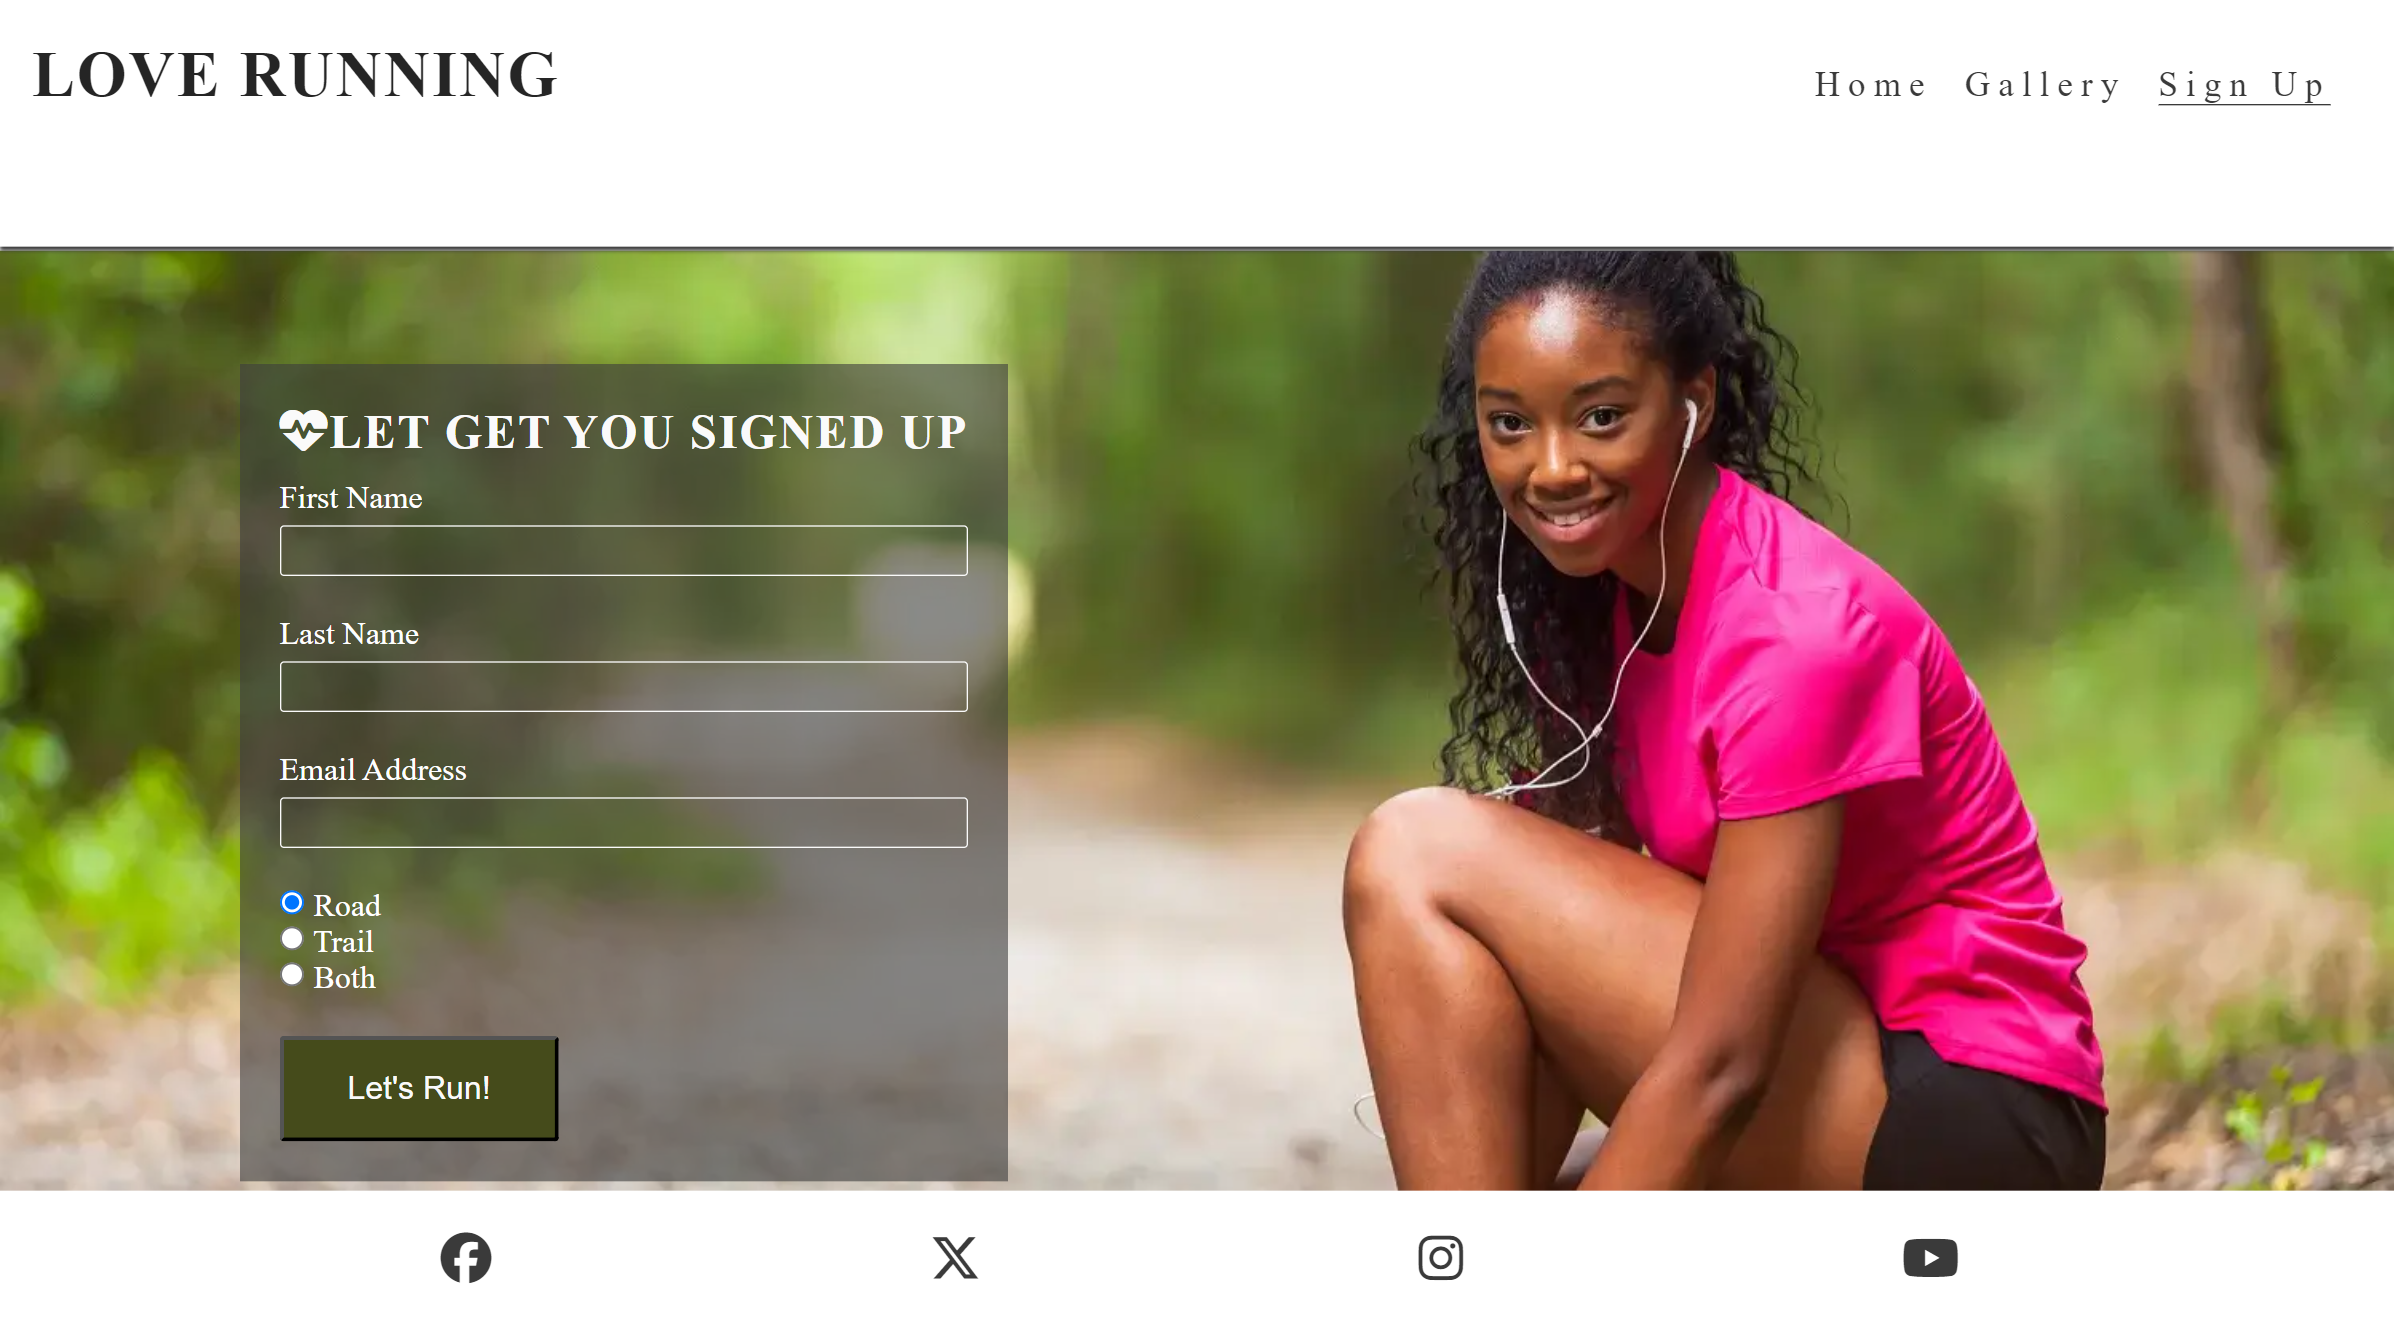 LOVE RUNNING
Home Gallery Sign Up
LET GET YOU SIGNED UP
First Name
Last Name
Email Address
Road
Trail
Both
Let's Run!